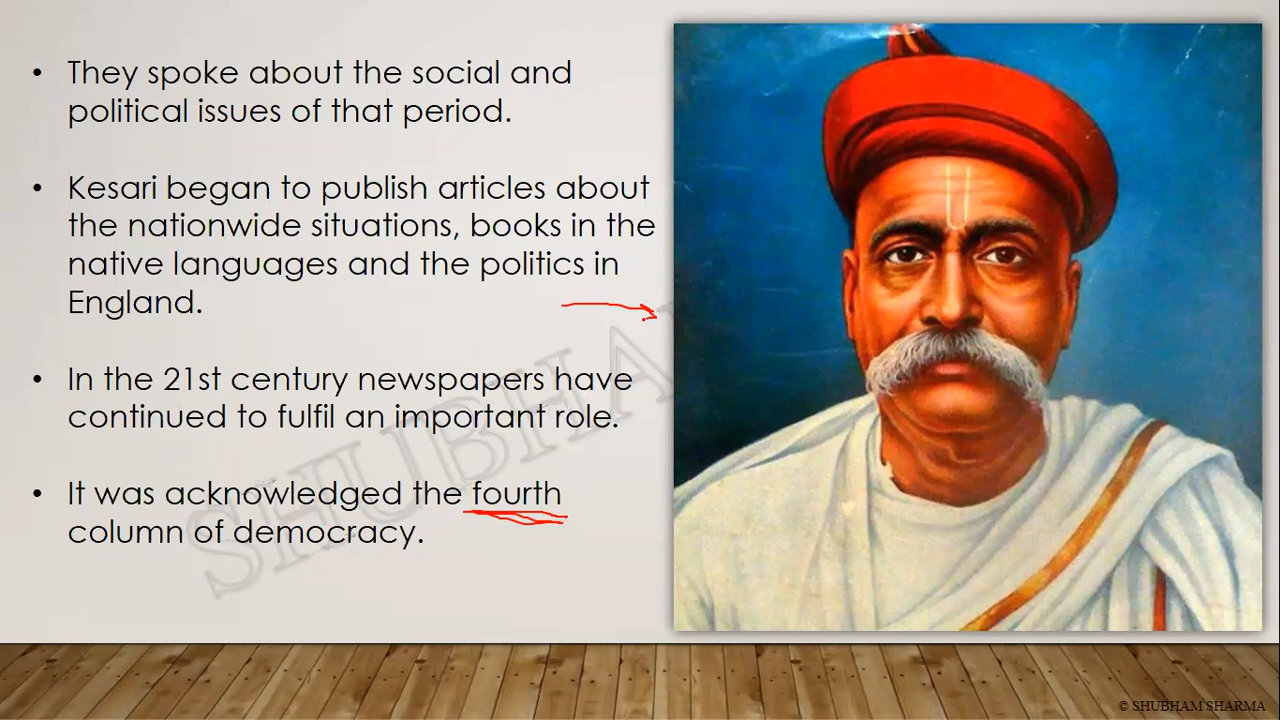 • They spoke about the social and
political issues of that period.
• Kesari began to publish articles about
the nationwide situations, books in the
native languages and the politics in
England.
• In the 21st century newspapers have
continued to fulfil an important role.
• It was acknowledged the fourth
column of democracy.
SHUBHA
© SHUBHAM SHARMA